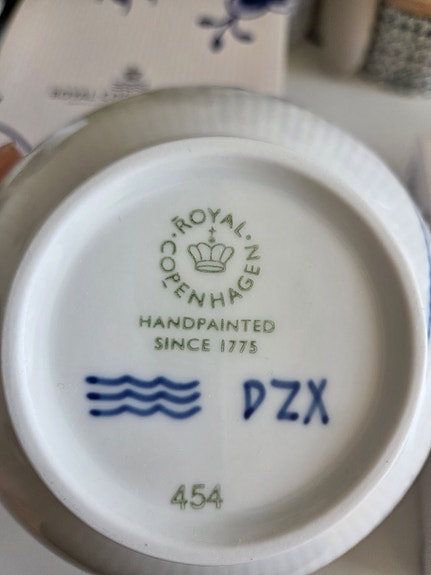 ROYAL
COPENHAGEN
HANDPAINTED
SINCE 1775
DZX
454